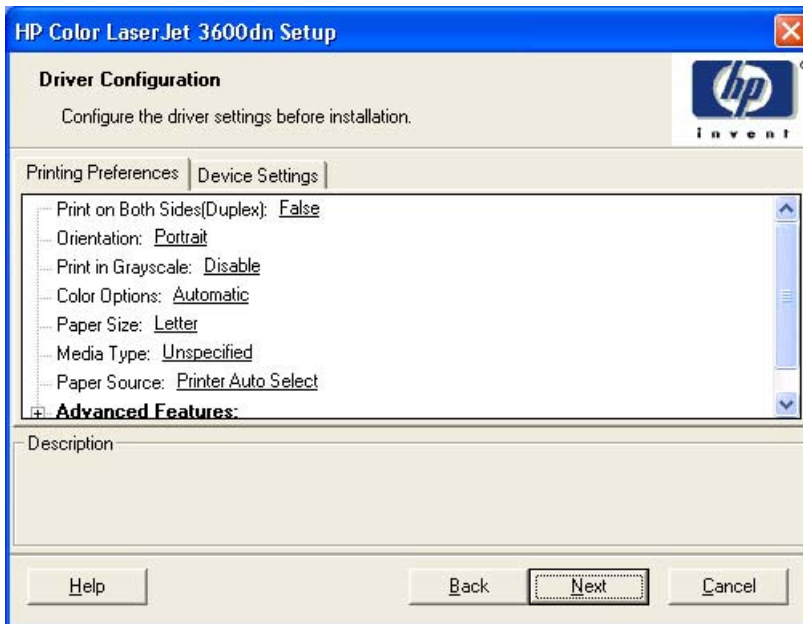 HP Color LaserJet 3600dn Setup
Driver Configuration
Configure the driver settings before installation.
hp
invent
Printing Preferences
Device Settings
Print on Both Sides(Duplex): False
Orientation: Portrait
Print in Grayscale: Disable
Color Options: Automatic
Paper Size: Letter
Media Type: Unspecified
Paper Source: Printer Auto Select
Advanced Features:
Description
Help
Back
Next
Cancel